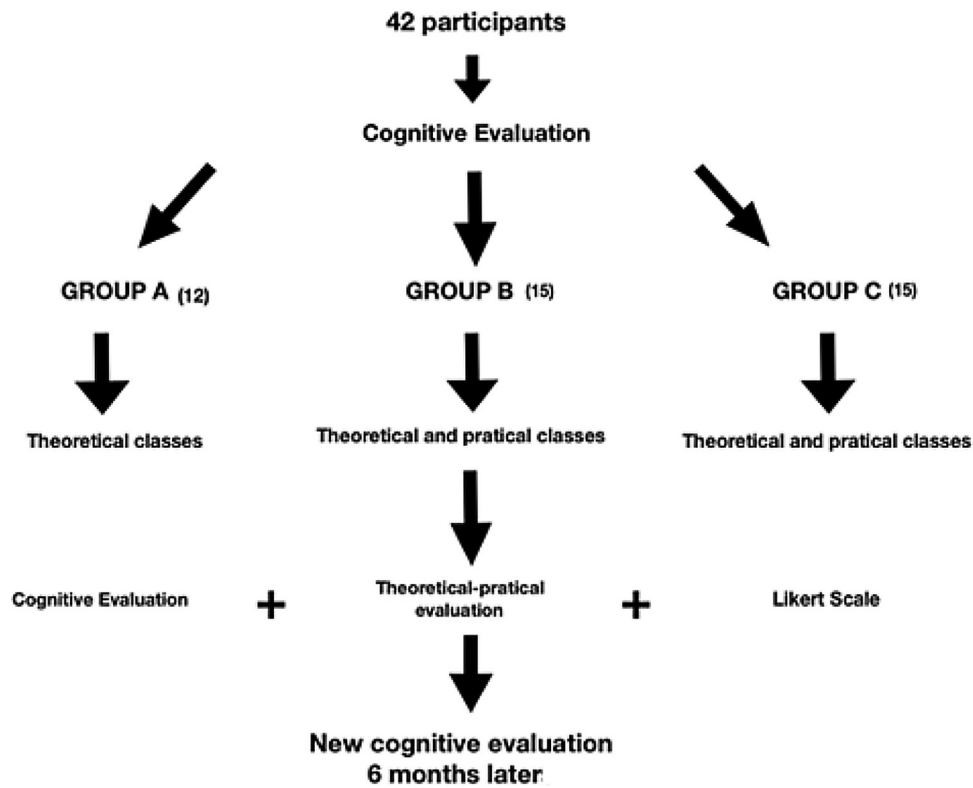 42 participants
Cognitive Evaluation
GROUP A (12)
GROUP B (15)
GROUP C (15)
Theoretical classes
Theoretical and pratical classes
Theoretical and pratical classes
Cognitive Evaluation
+
Theoretical-pratical
evaluation
+
Likert Scale
New cognitive evaluation
6 months later